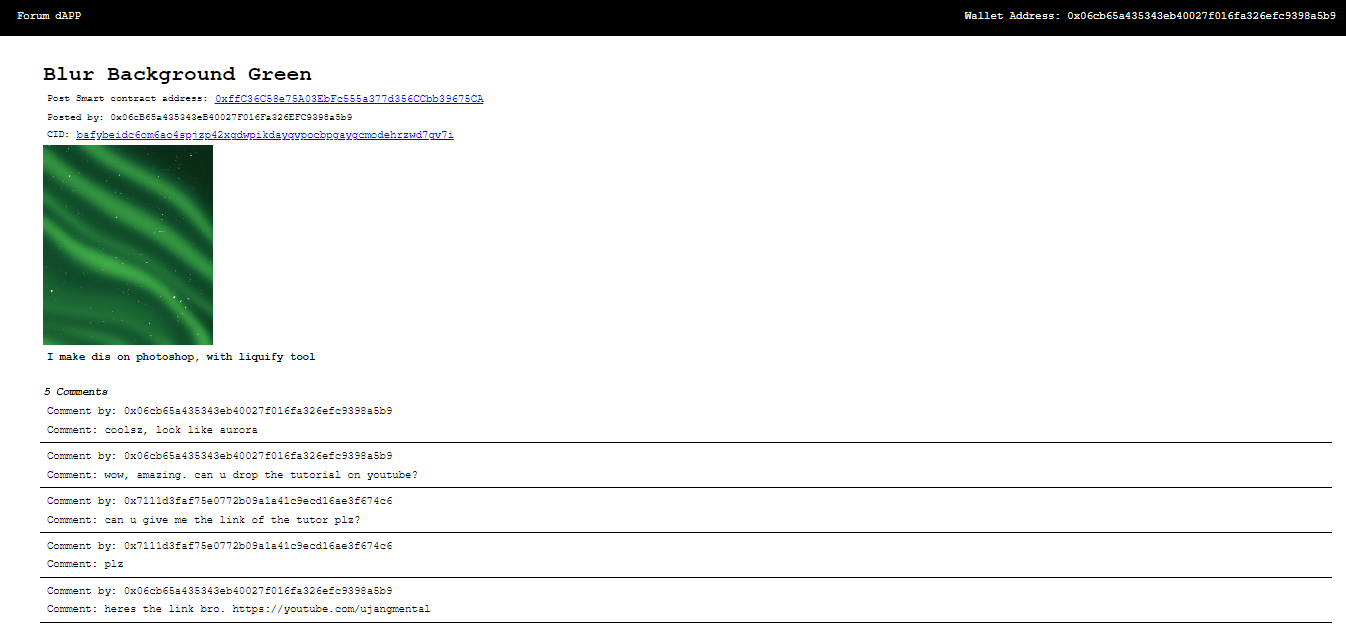 Forum dAPP
Wallet Address: 0x06cb65a435343eb40027f016fa326efc9398a5b9
Blur Background Green
Post Smart contract address: 0xffC36C58e75A03EbFc555a377d356CCbb39675CA
Posted by: 0x06cB65a435343eB40027F016Fa326EFC9398a5b9
CID: bafybeidc6om6ao4spjzp42xgdwpikdayqvpocbpgaygcmodehrzwd7gv7i
I make dis on photoshop, with liquify tool
5 Comments
Comment by: 0x06cb65a435343eb40027f016fa326efc9398a5b9
Comment: coolsz, look like aurora
Comment by: 0x06cb65a435343eb40027f016fa326efc9398a5b9
Comment: wow, amazing. can u drop the tutorial on youtube?
Comment by: 0x7111d3faf75e0772b09a1a41c9ecd16ae3f674c6
Comment: can u give me the link of the tutor plz?
Comment by: 0x7111d3faf75e0772b09a1a41c9ecd16ae3f674c6
Comment: plz
Comment by: 0x06cb65a435343eb40027f016fa326efc9398a5b9
Comment: heres the link bro. https://youtube.com/ujangmental